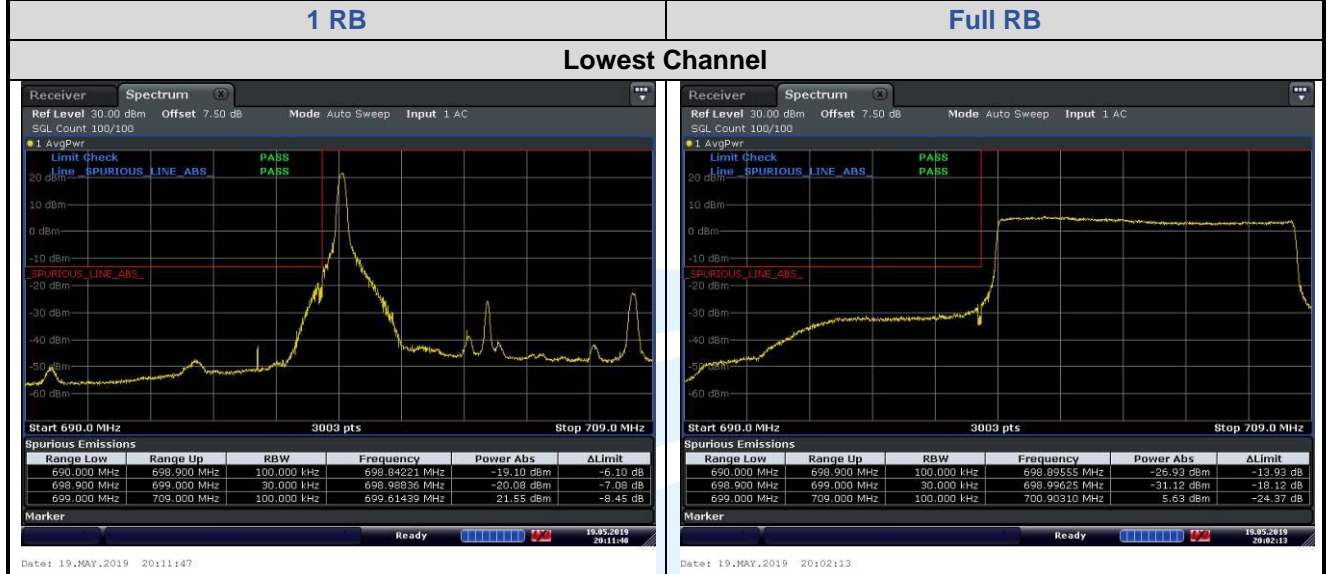 1 RB
Full RB
Lowest Channel
Receiver Spectrum X
Ref Level 30.00 dBm Offset 7.50 dB Mode Auto Sweep Input 1 AC
SGL Count 100/100
1 AvgPwr
Limit Check PASS
Line _SPURIOUS_LINE_ABS_ PASS
20 dBm
10 dBm
0 dBm
-10 dBm
_SPURIOUS_LINE_ABS_
-20 dBm
-30 dBm
-40 dBm
-50 dBm
-60 dBm
Start 690.0 MHz 3003 pts Stop 709.0 MHz
Spurious Emissions
Range Low Range Up RBW Frequency Power Abs ΔLimit
690.000 MHz 698.900 MHz 100.000 kHz 698.84221 MHz -19.10 dBm -6.10 dB
698.900 MHz 699.000 MHz 30.000 kHz 698.98836 MHz -20.08 dBm -7.08 dB
699.000 MHz 709.000 MHz 100.000 kHz 699.61439 MHz 21.55 dBm -8.45 dB
Marker
Ready 19.05.2019
20:11:48
Date: 19.MAY.2019 20:11:47
Receiver Spectrum X
Ref Level 30.00 dBm Offset 7.50 dB Mode Auto Sweep Input 1 AC
SGL Count 100/100
1 AvgPwr
Limit Check PASS
Line _SPURIOUS_LINE_ABS_ PASS
20 dBm
10 dBm
0 dBm
-10 dBm
_SPURIOUS_LINE_ABS_
-20 dBm
-30 dBm
-40 dBm
-50 dBm
-60 dBm
Start 690.0 MHz 3003 pts Stop 709.0 MHz
Spurious Emissions
Range Low Range Up RBW Frequency Power Abs ΔLimit
690.000 MHz 698.900 MHz 100.000 kHz 698.89555 MHz -26.93 dBm -13.93 dB
698.900 MHz 699.000 MHz 30.000 kHz 698.99625 MHz -31.12 dBm -18.12 dB
699.000 MHz 709.000 MHz 100.000 kHz 700.90310 MHz 5.63 dBm -24.37 dB
Marker
Ready 19.05.2019
20:02:13
Date: 19.MAY.2019 20:02:13